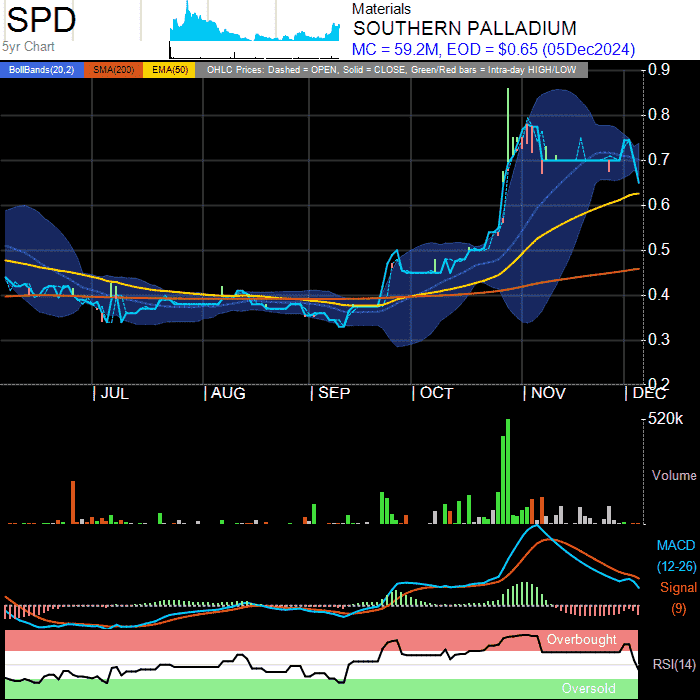 SPD
5yr Chart
Materials
SOUTHERN PALLADIUM
MC = 59.2M, EOD = $0.65 (05Dec2024)
BollBands(20,2) SMA(200) EMA(50) OHLC Prices: Dashed = OPEN, Solid = CLOSE, Green/Red bars = Intra-day HIGH/LOW
0.9
0.8
0.7
0.6
0.5
0.4
0.3
0.2
JUL AUG SEP OCT NOV DEC
520k
Volume
MACD
(12-26)
Signal
(9)
Overbought
RSI(14)
Oversold